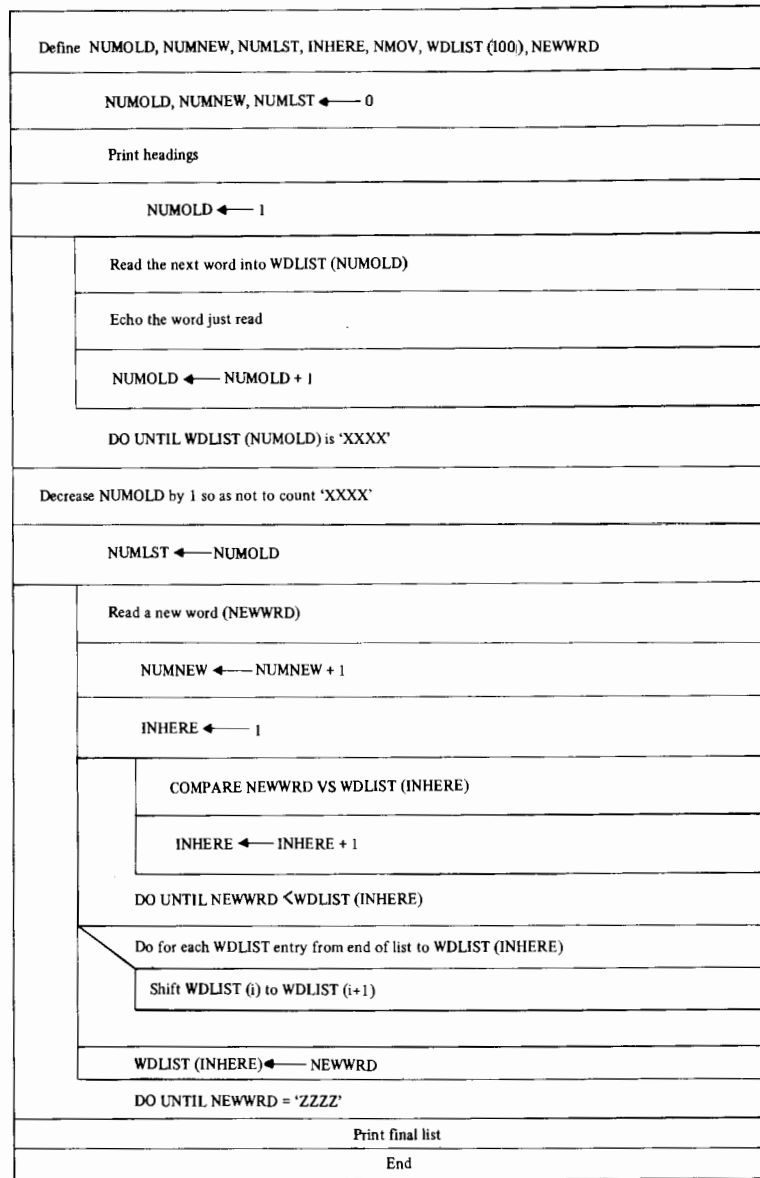 Define NUMOLD, NUMNEW, NUMLST, INHERE, NMOV, WDLIST (100), NEWWRD
NUMOLD, NUMNEW, NUMLST ← 0
Print headings
NUMOLD ← 1
Read the next word into WDLIST (NUMOLD)
Echo the word just read
NUMOLD ← NUMOLD + 1
DO UNTIL WDLIST (NUMOLD) is ‘XXXX’
Decrease NUMOLD by 1 so as not to count ‘XXXX’
NUMLST ← NUMOLD
Read a new word (NEWWRD)
NUMNEW ← NUMNEW + 1
INHERE ← 1
COMPARE NEWWRD VS WDLIST (INHERE)
INHERE ← INHERE + 1
DO UNTIL NEWWRD < WDLIST (INHERE)
Do for each WDLIST entry from end of list to WDLIST (INHERE)
Shift WDLIST (i) to WDLIST (i+1)
WDLIST (INHERE) ← NEWWRD
DO UNTIL NEWWRD = ‘ZZZZ’
Print final list
End